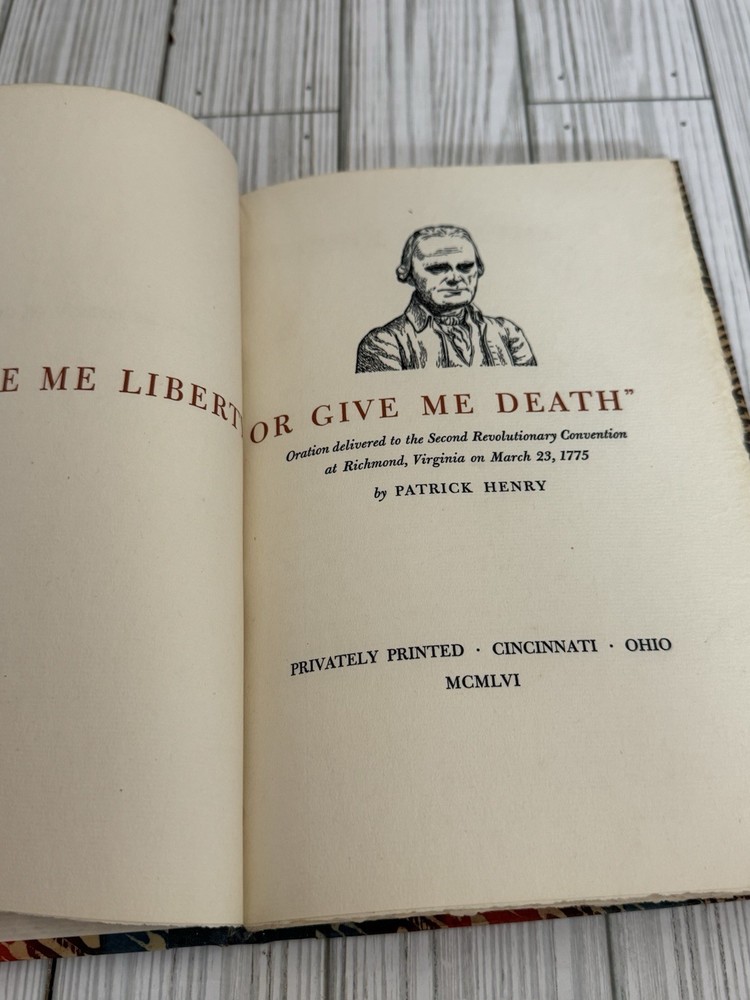 E ME LIBERTY OR GIVE ME DEATH”
Oration delivered to the Second Revolutionary Convention
at Richmond, Virginia on March 23, 1775
by PATRICK HENRY
PRIVATELY PRINTED · CINCINNATI · OHIO
MCMLVI